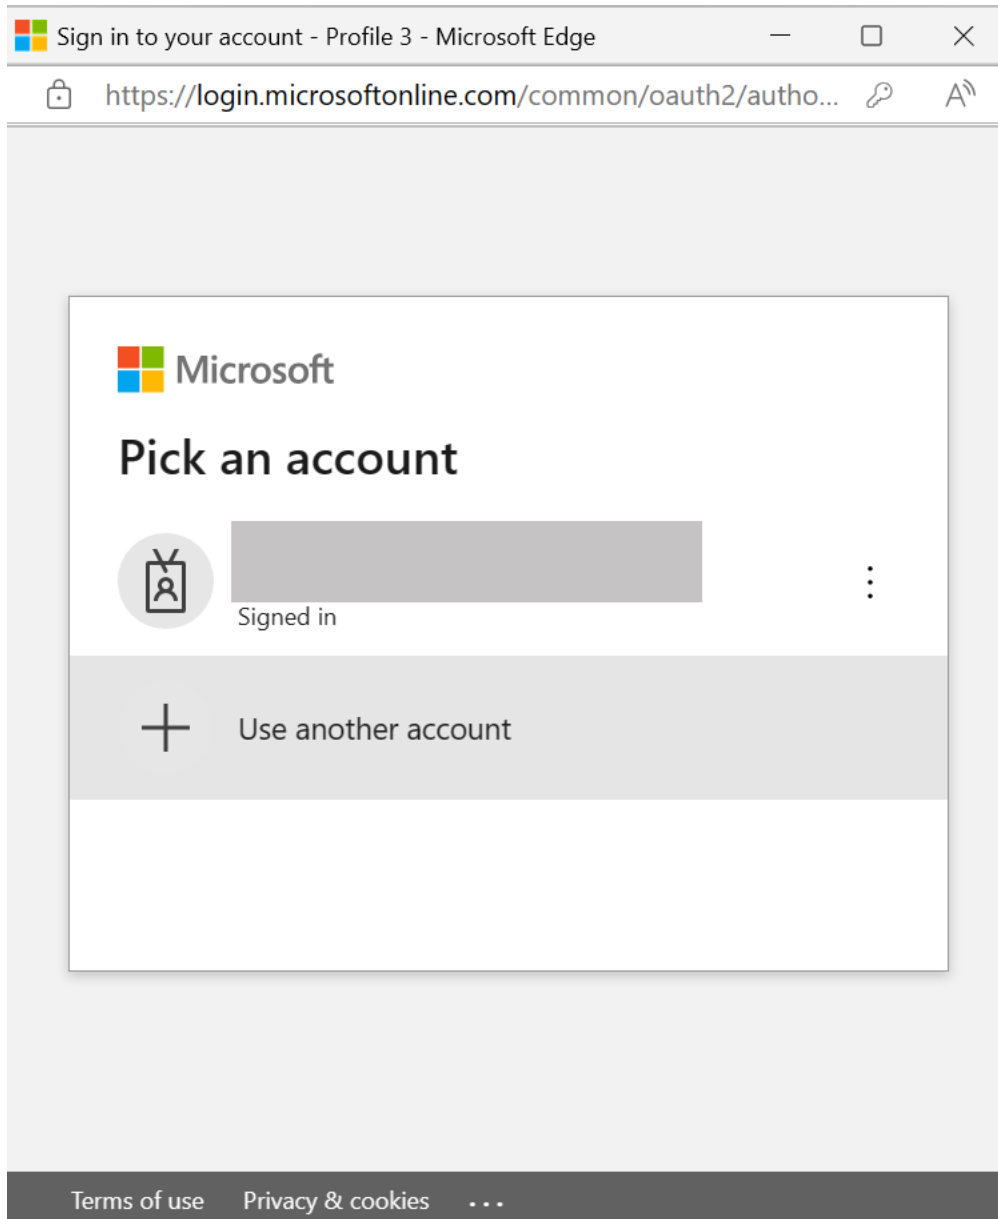 Sign in to your account - Profile 3 - Microsoft Edge
https://login.microsoftonline.com/common/oauth2/autho...
Microsoft
Pick an account
Signed in
Use another account
Terms of use Privacy & cookies ...